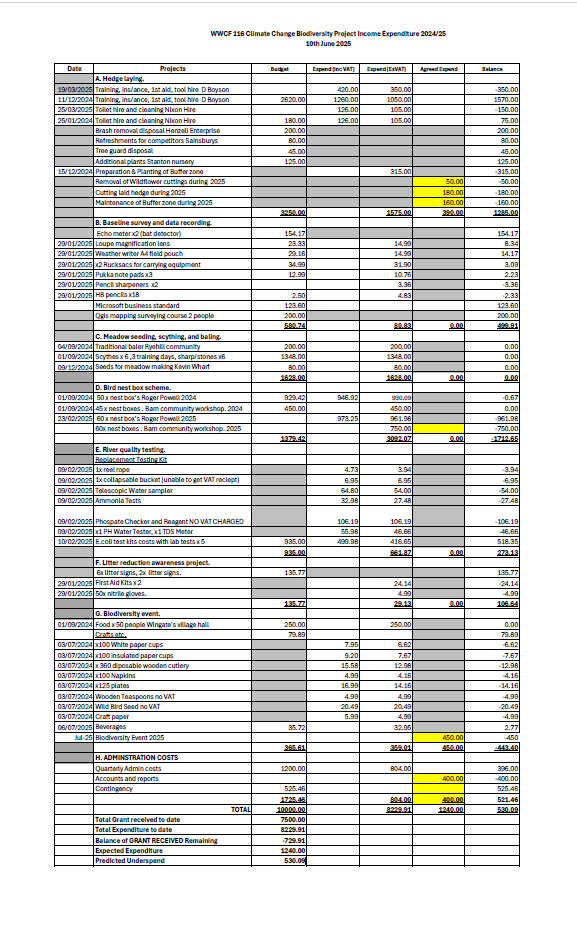 WWCF 116 Climate Change Biodiversity Project Income Expenditure 2024/25
10th June 2025
Date Projects Budget Expend (Inc VAT) Expend (ExVAT) Agreed Expend Balance
A. Hedge laying.
19/03/2025 Training, ins/ance, 1st aid, tool hire D Boyson 420.00 350.00 -350.00
11/12/2024 Training, ins/ance, 1st aid, tool hire D Boyson 2620.00 1260.00 1050.00 1570.00
25/03/2025 Toilet hire and cleaning Nixon Hire 126.00 105.00 -150.00
25/01/2024 Toilet hire and cleaning Nixon Hire 180.00 126.00 105.00 75.00
Brash removal disposal Henzell Enterprise 200.00 200.00
Refreshments for competitors Sainsburys 80.00 80.00
Tree guard disposal 45.00 45.00
Additional plants Stanton nursery 125.00 125.00
15/12/2024 Preparation & Planting of Buffer zone 315.00 -315.00
Removal of Wildflower cuttings during 2025 50.00 -50.00
Cutting laid hedge during 2025 180.00 -180.00
Maintenance of Buffer zone during 2025 160.00 -160.00
3250.00 1575.00 390.00 1285.00
B. Baseline survey and data recording.
Echo meter x2 (bat detector) 154.17 154.17
29/01/2025 Loupe magnification lens 23.33 14.99 8.34
29/01/2025 Weather writer A4 field pouch 29.16 14.99 14.17
29/01/2025 x2 Rucksacs for carrying equipment 34.99 31.90 3.09
29/01/2025 Pukka note pads x3 12.99 10.76 2.23
29/01/2025 Pencil sharpeners x2 3.36 -3.36
29/01/2025 HB pencils x18 2.50 4.83 -2.33
Microsoft business standard 123.60 123.60
Qgis mapping surveying course 2 people 200.00 200.00
580.74 80.83 0.00 499.91
C. Meadow seeding, scything, and baling.
04/09/2024 Traditional baler Ryehill community 200.00 200.00 0.00
01/09/2024 Scythes x 6 ,3 training days, sharp/stones x6 1348.00 1348.00 0.00
09/12/2024 Seeds for meadow making Kevin Wharf 80.00 80.00 0.00
1628.00 1628.00 0.00 0.00
D. Bird nest box scheme.
01/09/2024 50 x nest box's Roger Powell 2024 929.42 946.92 930.09 -0.67
01/09/2024 45 x nest boxes . Barn community workshop. 2024 450.00 450.00 0.00
23/02/2025 60 x nest box's Roger Powell 2025 973.25 961.98 -961.98
60x nest boxes . Barn community workshop. 2025 750.00 -750.00
1379.42 3092.07 0.00 -1712.65
E. River quality testing.
Replacement Testing Kit
09/02/2025 1x reel rope 4.73 3.94 -3.94
09/02/2025 1x collapsable bucket (unable to get VAT reciept) 6.95 6.95 -6.95
09/02/2025 Telescopic Water sampler 64.80 54.00 -54.00
09/02/2025 Ammonia Tests 32.98 27.48 -27.48
09/02/2025 Phospate Checker and Reagent NO VAT CHARGED 106.19 106.19 -106.19
09/02/2025 x1 PH Water Tester, x1 TDS Meter 55.98 46.66 -46.66
10/02/2025 E.coli test kits costs with lab tests x 5 935.00 499.98 416.65 518.35
935.00 661.87 0.00 273.13
F. Litter reduction awareness project.
6x litter signs, 2x litter signs. 135.77 135.77
29/01/2025 First Aid Kits x 2 24.14 -24.14
29/01/2025 50x nitrile gloves. 4.99 -4.99
135.77 29.13 0.00 106.64
G. Biodiversity event.
01/09/2024 Food x 50 people Wingate's village hall 250.00 250.00 0.00
Crafts etc. 79.89 79.89
03/07/2024 x100 White paper cups 7.95 6.62 -6.62
03/07/2024 x100 Insulated paper cups 9.20 7.67 -7.67
03/07/2024 x 360 diposable wooden cutlery 15.58 12.98 -12.98
03/07/2024 x100 Napkins 4.99 4.16 -4.16
03/07/2024 x125 plates 16.99 14.16 -14.16
03/07/2024 Wooden Teaspoons no VAT 4.99 4.99 -4.99
03/07/2024 Wild Bird Seed no VAT 20.49 20.49 -20.49
03/07/2024 Craft paper 5.99 4.99 -4.99
06/07/2025 Beverages 35.72 32.95 2.77
Jul-25 Biodiversity Event 2025 450.00 -450
365.61 359.01 450.00 -443.40
H. ADMINSTRATION COSTS
Quarterly Admin costs 1200.00 804.00 396.00
Accounts and reports 400.00 -400.00
Contingency 525.46 525.46
1725.46 804.00 400.00 521.46
TOTAL 10000.00 8229.91 1240.00 530.09
Total Grant received to date 7500.00
Total Expenditure to date 8229.91
Balance of GRANT RECEIVED Remaining -729.91
Expected Expenditure 1240.00
Predicted Underspend 530.09